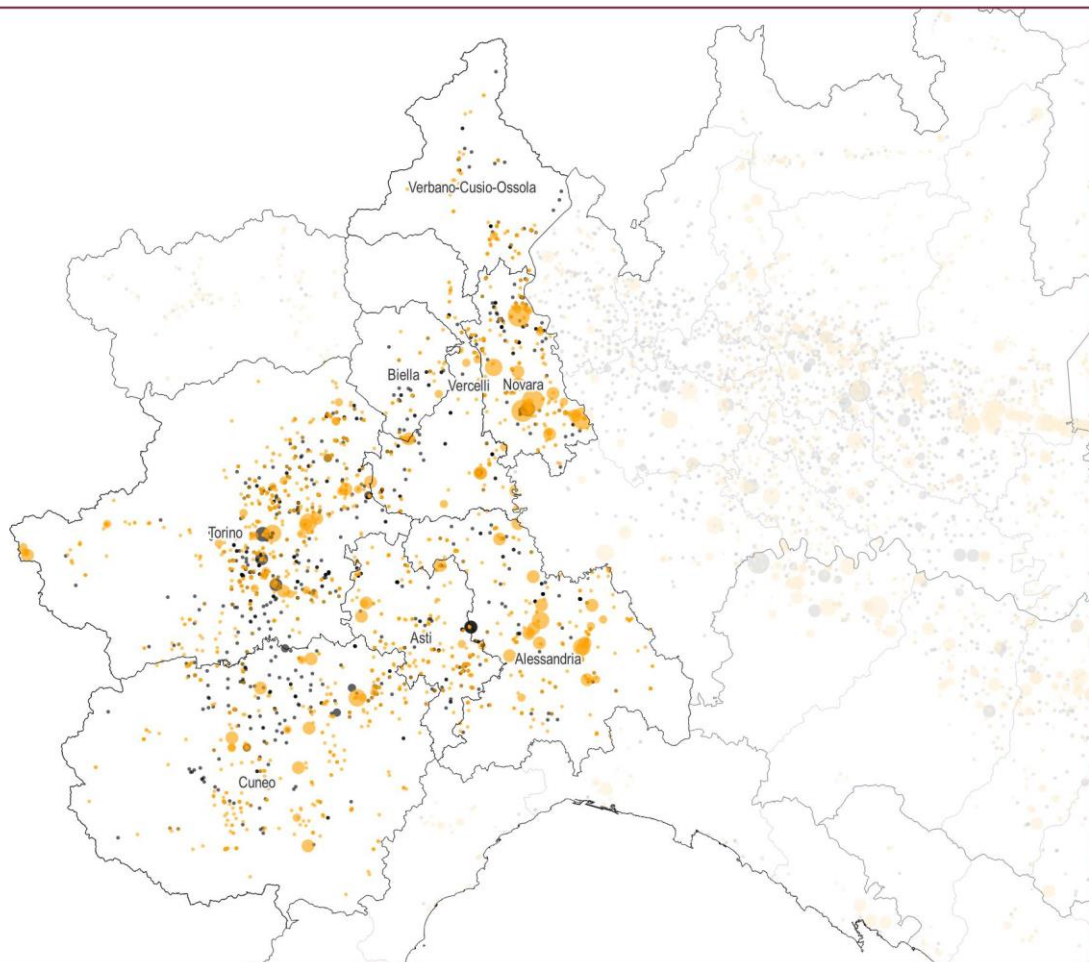 Verbano-Cusio-Ossola
Biella
Vercelli
Novara
Torino
Asti
Alessandria
Cuneo